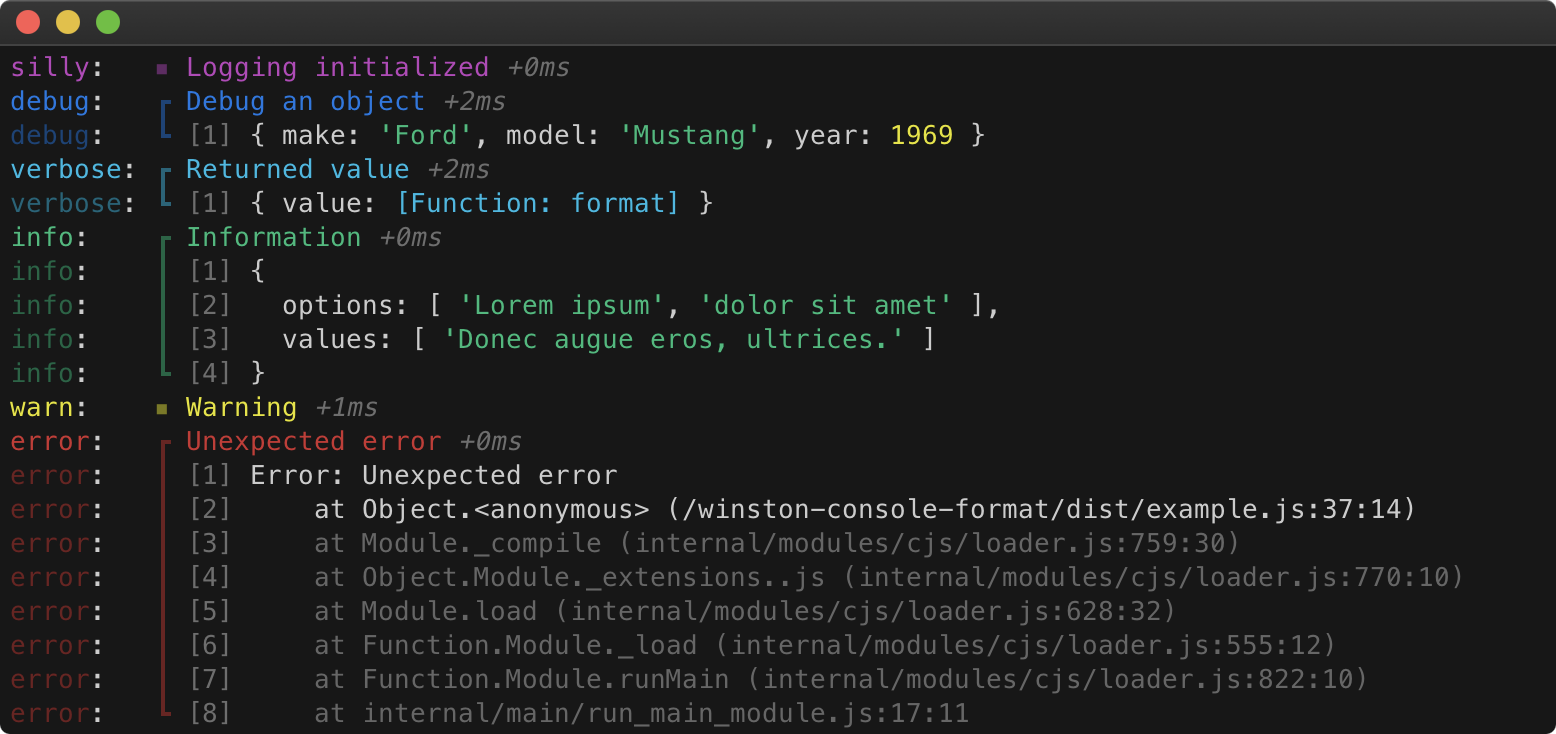 silly: Logging initialized +0ms
debug: Debug an object +2ms
debug: [1] { make: 'Ford', model: 'Mustang', year: 1969 }
verbose: Returned value +2ms
verbose: [1] { value: [Function: format] }
info: Information +0ms
info: [1] {
info: [2]   options: [ 'Lorem ipsum', 'dolor sit amet' ],
info: [3]   values: [ 'Donec augue eros, ultrices.' ]
info: [4] }
warn: Warning +1ms
error: Unexpected error +0ms
error: [1] Error: Unexpected error
error: [2]     at Object.<anonymous> (/winston-console-format/dist/example.js:37:14)
error: [3]     at Module._compile (internal/modules/cjs/loader.js:759:30)
error: [4]     at Object.Module._extensions..js (internal/modules/cjs/loader.js:770:10)
error: [5]     at Module.load (internal/modules/cjs/loader.js:628:32)
error: [6]     at Function.Module._load (internal/modules/cjs/loader.js:555:12)
error: [7]     at Function.Module.runMain (internal/modules/cjs/loader.js:822:10)
error: [8]     at internal/main/run_main_module.js:17:11